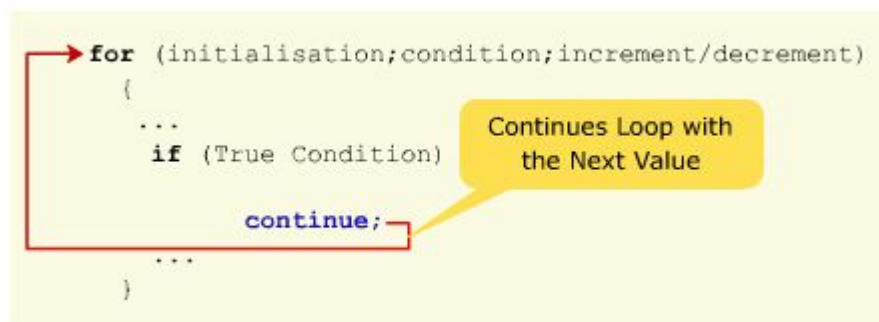 for (initialisation;condition;increment/decrement)
{
...
if (True Condition)
Continues Loop with
the Next Value
continue;
...
}